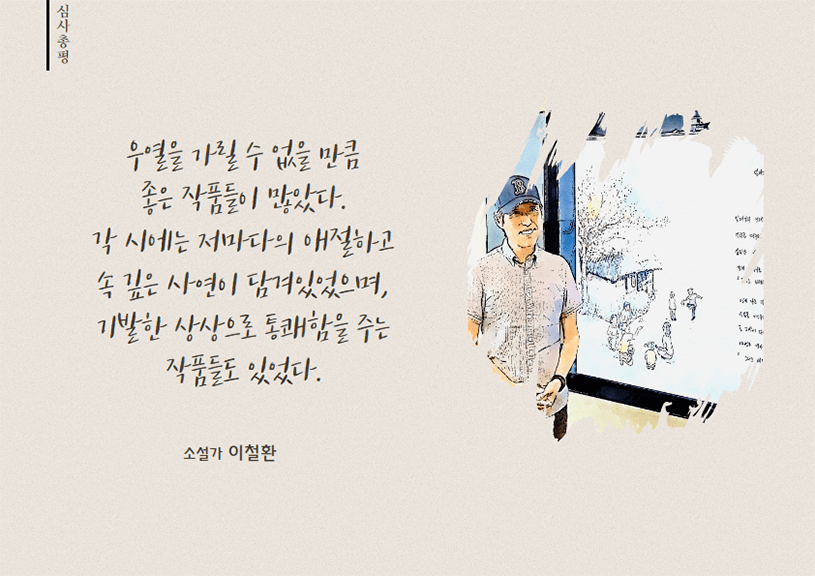 심사총평
우열을 가릴 수 없을 만큼
좋은 작품들이 많았다.
각 시에는 저마다의 애절하고
속 깊은 사연이 담겨있었으며,
기발한 상상으로 통쾌함을 주는
작품들도 있었다.
소설가 이철환
B